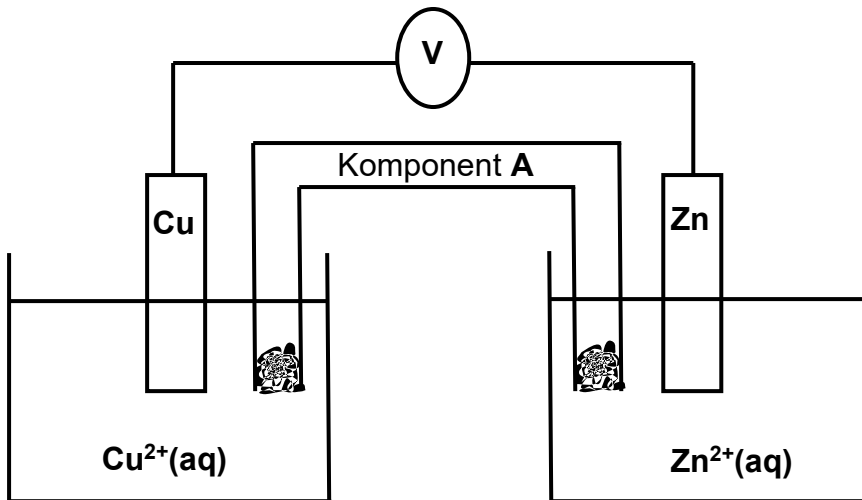 V
Komponent A
Cu
Zn
Cu²⁺(aq)
Zn²⁺(aq)